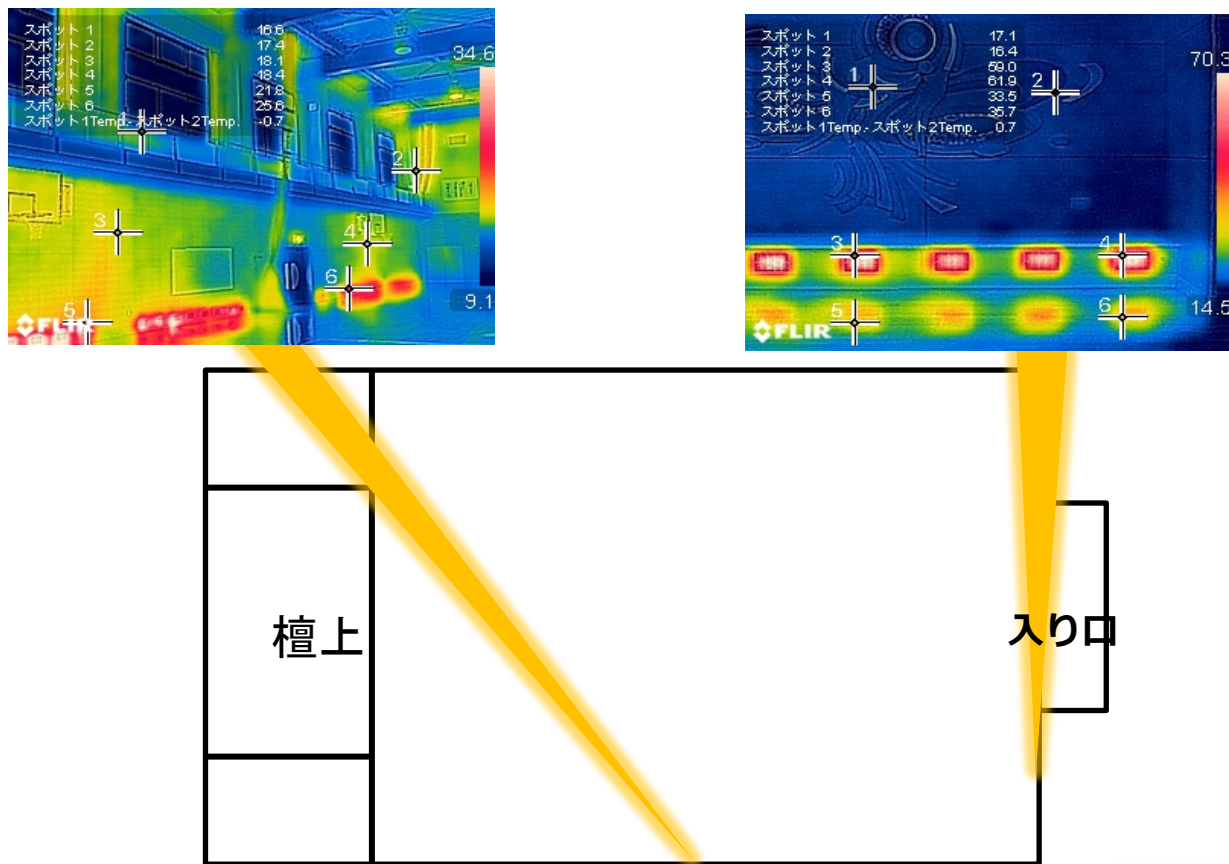 スポット 1 16.6
スポット 2 17.4
スポット 3 18.1
スポット 4 18.4
スポット 5 21.8
スポット 6 25.6
スポット1Temp.- スポット2Temp. -0.7
34.6
1
2
3
4
6
5
FLIR
9.1
スポット 1 17.1
スポット 2 16.4
スポット 3 59.0
スポット 4 61.9
スポット 5 33.5
スポット 6 35.7
スポット1Temp.- スポット2Temp. 0.7
70.3
1
2
3
4
5
6
FLIR
14.5
檀上
入り口